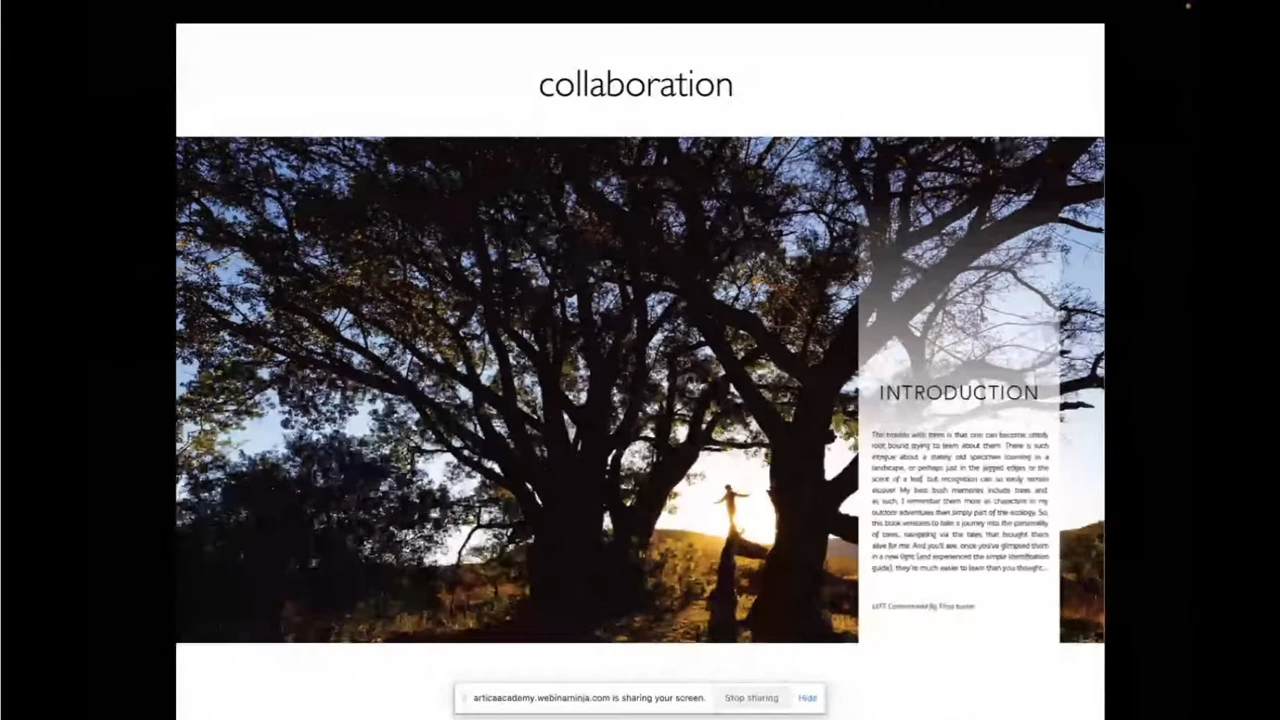 collaboration
INTRODUCTION
The trouble with trees is that one can become utterly
root bound trying to learn about them. There is such
intrigue about a stately old specimen looming in a
landscape, or perhaps just in the jagged edges or the
scent of a leaf, but recognition can so easily remain
elusive! My best bush memories include trees and,
as such, I remember them more as characters in my
outdoor adventures than simply part of the ecology. So,
this book ventures to take a journey into the personality
of trees, navigating via the tales that brought them
alive for me. And you'll see, once you've glimpsed them
in a new light (and experienced the simple identification
guide), they're much easier to learn than you thought...
LEFT: Common
articaacademy.webinarninja.com is sharing your screen.
Stop sharing
Hide